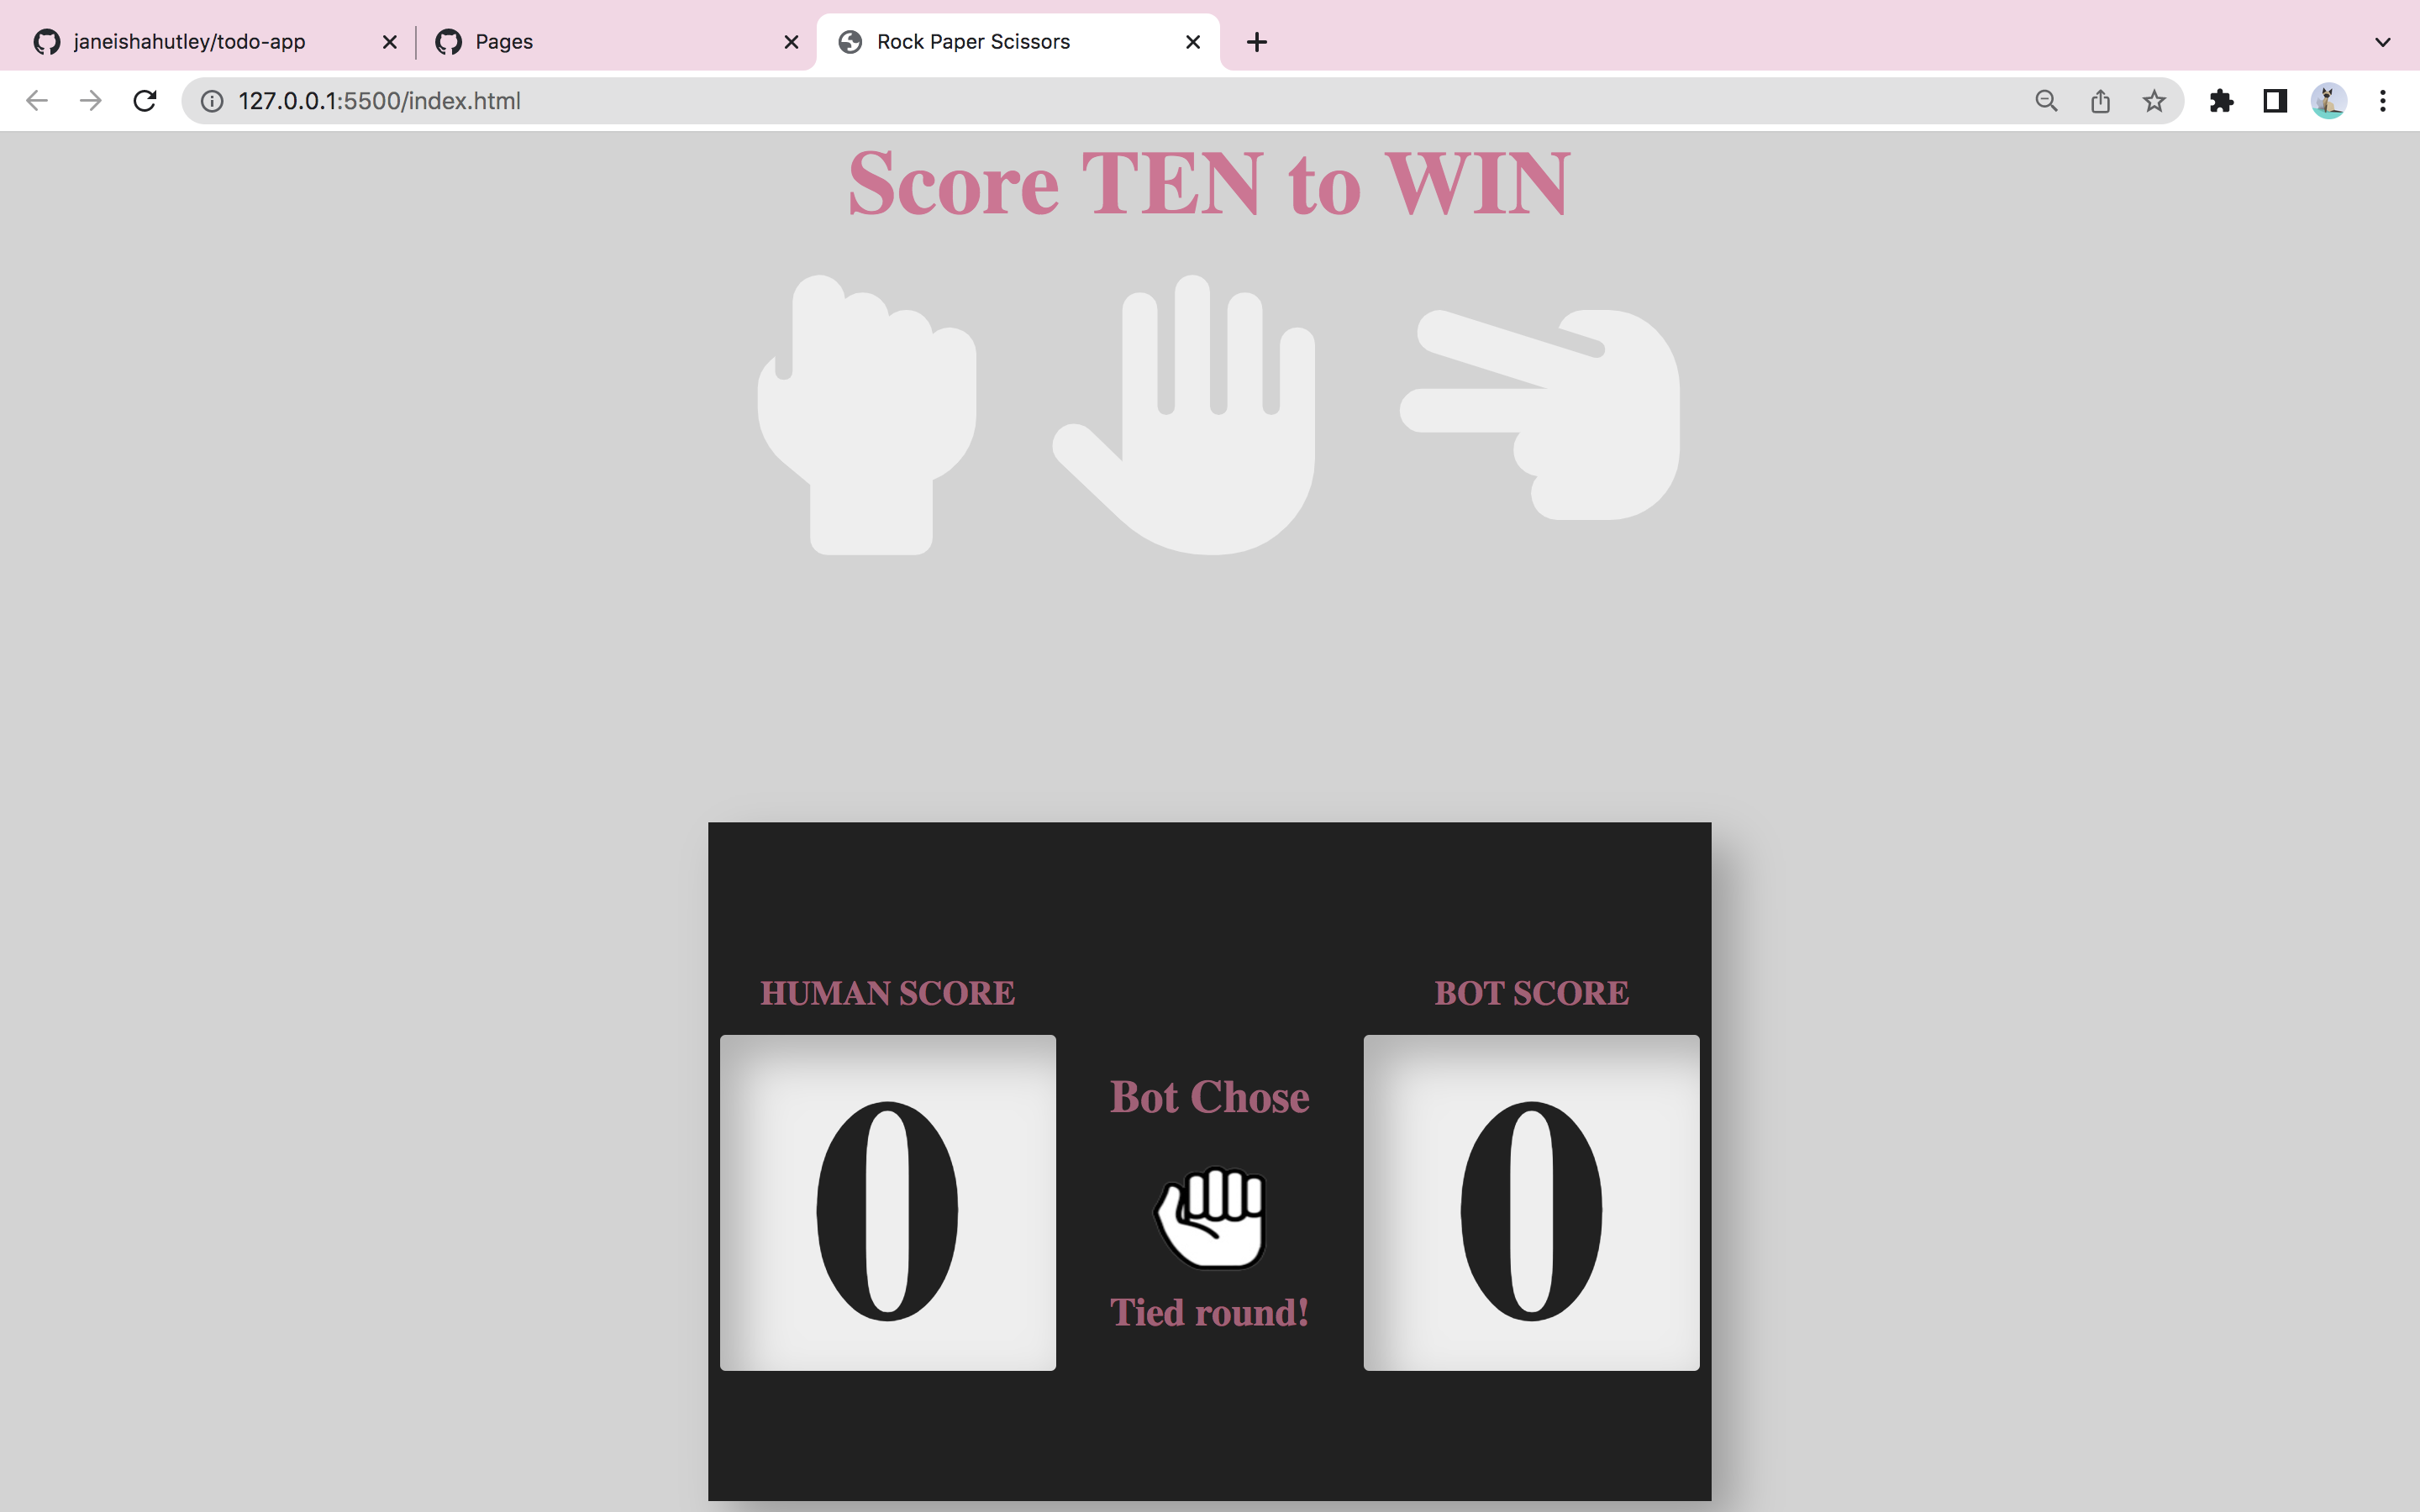 janeishahutley/todo-app
Pages
Rock Paper Scissors
127.0.0.1:5500/index.html
Score TEN to WIN
HUMAN SCORE
BOT SCORE
0
Bot Chose
Tied round!
0